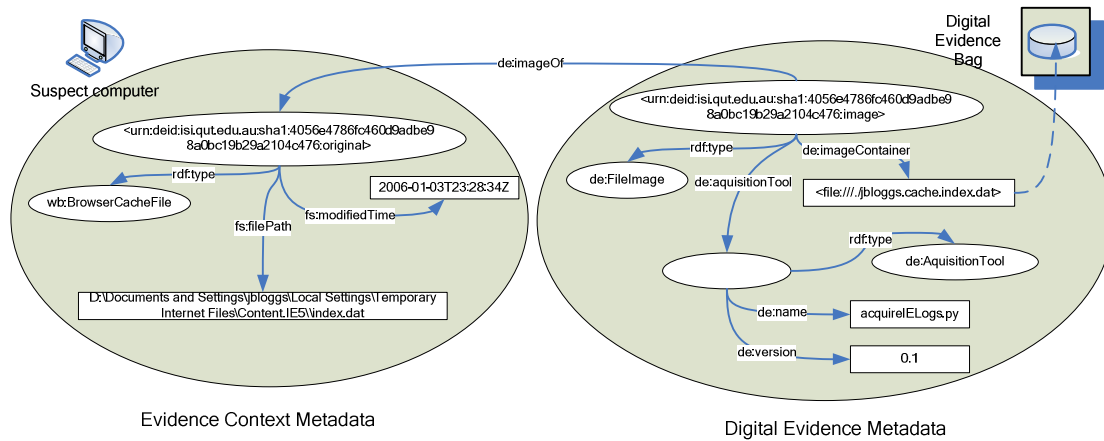 Digital
Evidence
Bag
Suspect computer
de:imageOf
<urn:deid:isi.qut.edu.au:sha1:4056e4786fc460d9adbe9
8a0bc19b29a2104c476:original>
<urn:deid:isi.qut.edu.au:sha1:4056e4786fc460d9adbe9
8a0bc19b29a2104c476:image>
rdf:type
wb:BrowserCacheFile
2006-01-03T23:28:34Z
fs:modifiedTime
fs:filePath
D:\Documents and Settings\jbloggs\Local Settings\Temporary
Internet Files\Content.IE5\\index.dat
rdf:type
de:imageContainer
de:FileImage
de:aquisitionTool
<file:///./jbloggs.cache.index.dat>
rdf:type
de:AquisitionTool
de:name
acquireIELogs.py
de:version
0.1
Evidence Context Metadata
Digital Evidence Metadata